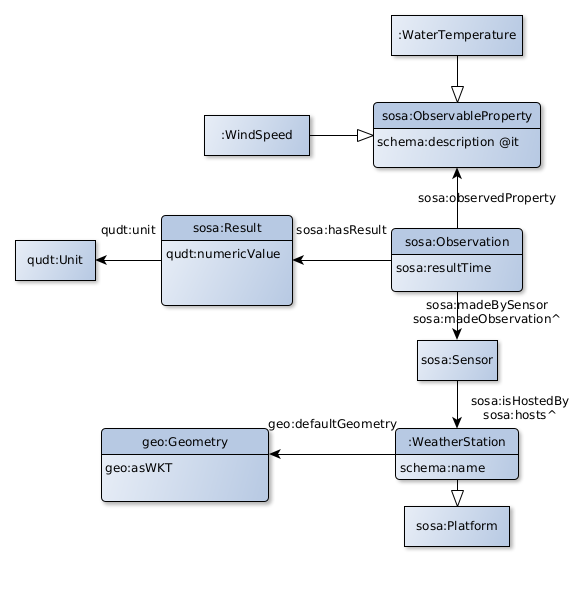 :WaterTemperature
sosa:ObservableProperty
schema:description @it
:WindSpeed
sosa:observedProperty
sosa:Result
qudt:numericValue
qudt:unit
qudt:Unit
sosa:hasResult
sosa:Observation
sosa:resultTime
sosa:madeBySensor
sosa:madeObservation^
sosa:Sensor
sosa:isHostedBy
sosa:hosts^
geo:defaultGeometry
geo:Geometry
geo:asWKT
:WeatherStation
schema:name
sosa:Platform